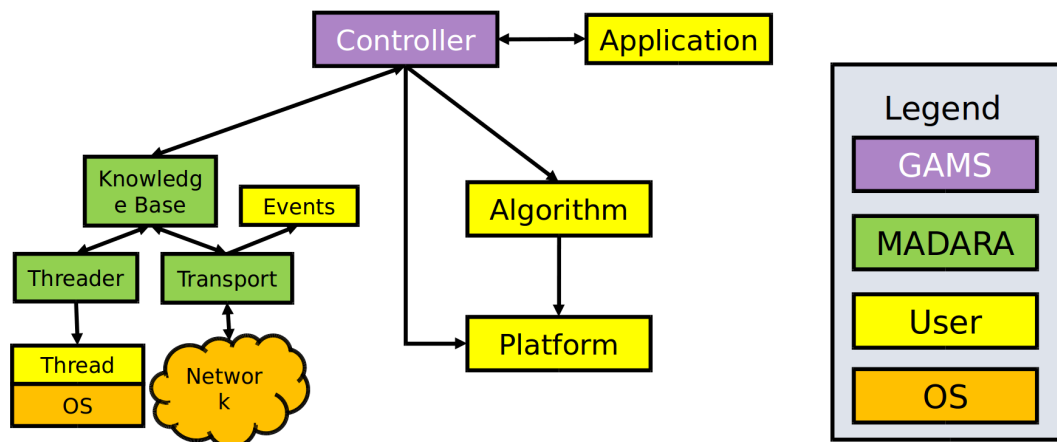 Controller
Application
Legend
GAMS
Knowledg
e Base
Events
Algorithm
MADARA
Threader
Transport
User
Platform
Thread
OS
Networ
k
OS